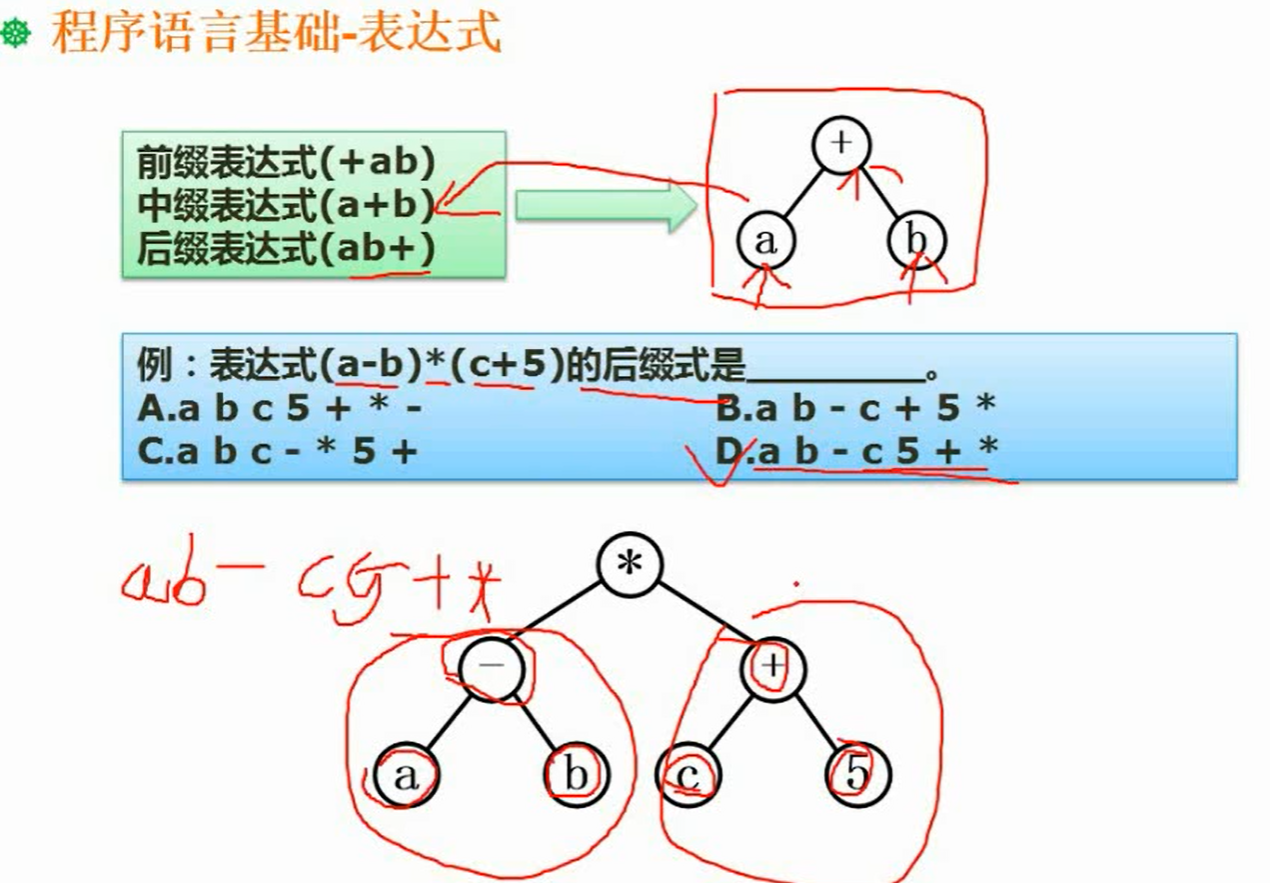 程序语言基础-表达式
前缀表达式(+ab)
中缀表达式(a+b)
后缀表达式(ab+)
+
a b
例：表达式(a-b)*(c+5)的后缀式是__________。
A.a b c 5 + * -
B.a b - c + 5 *
C.a b c - * 5 +
D.a b - c 5 + *
ab- c5+*
*
- +
a b c 5